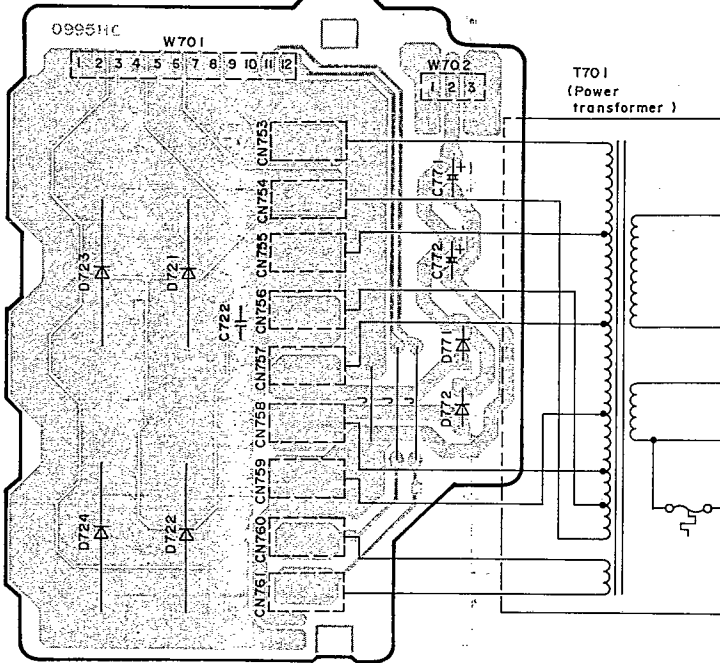 09951HC
W701
1 2 3 4 5 6 7 8 9 10 11 12
W702
1 2 3
T701
(Power
transformer )
CN753
CN754
CN755
CN756
CN757
CN758
CN759
CN760
CN761
C771
C772
D723
D721
C722
D771
D772
J J J
D724
D722